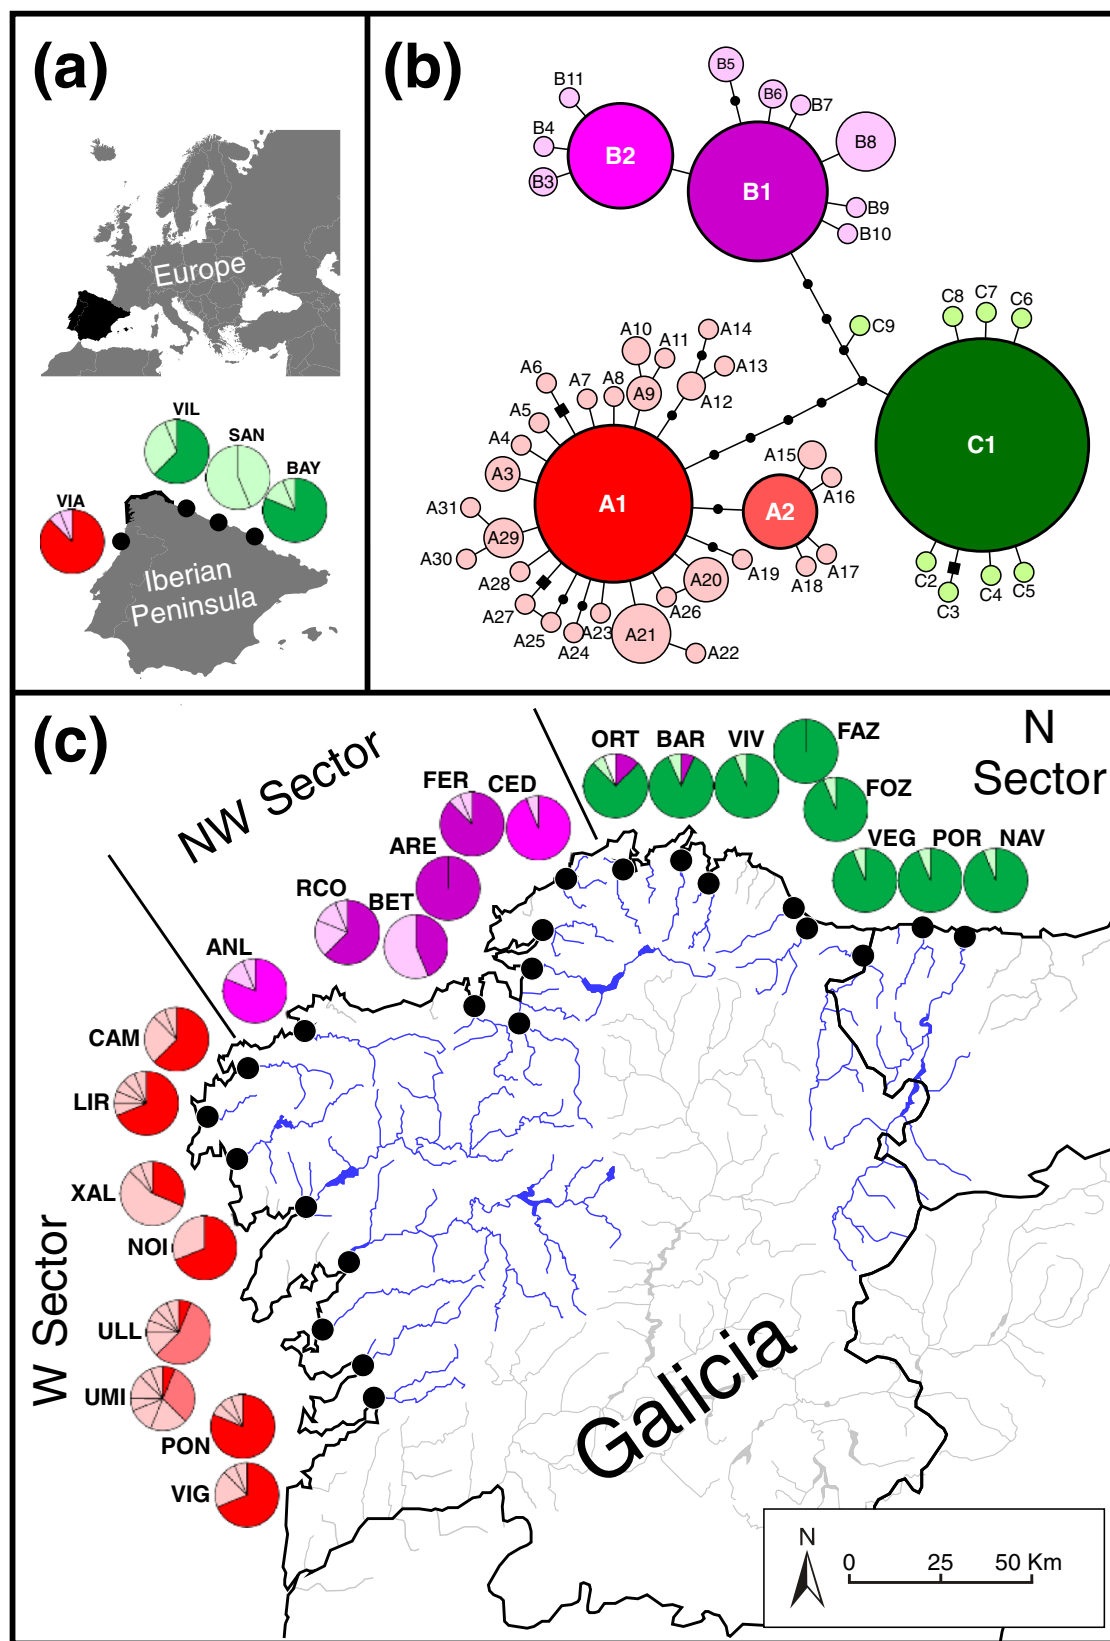 (a)
Europe
VIL
SAN
BAY
VIA
Iberian
Peninsula
(b)
B5
B11
B6
B7
B4
B2
B8
B3
B1
B9
B10
C8
C7
C6
C9
A10
A11
A14
A6
A7
A8
A9
A13
A12
A5
A4
C1
A3
A15
A16
A1
A2
A31
A29
A30
A28
A19
A17
A18
A20
A27
A26
A25
A23
A24
A21
A22
C2
C3
C4
C5
(c)
NW Sector
N
Sector
ORT
BAR
VIV
FAZ
FER
CED
FOZ
ARE
VEG
POR
NAV
RCO
BET
ANL
CAM
LIR
XAL
NOI
W Sector
ULL
UMI
PON
VIG
Galicia
N
0
25
50 Km